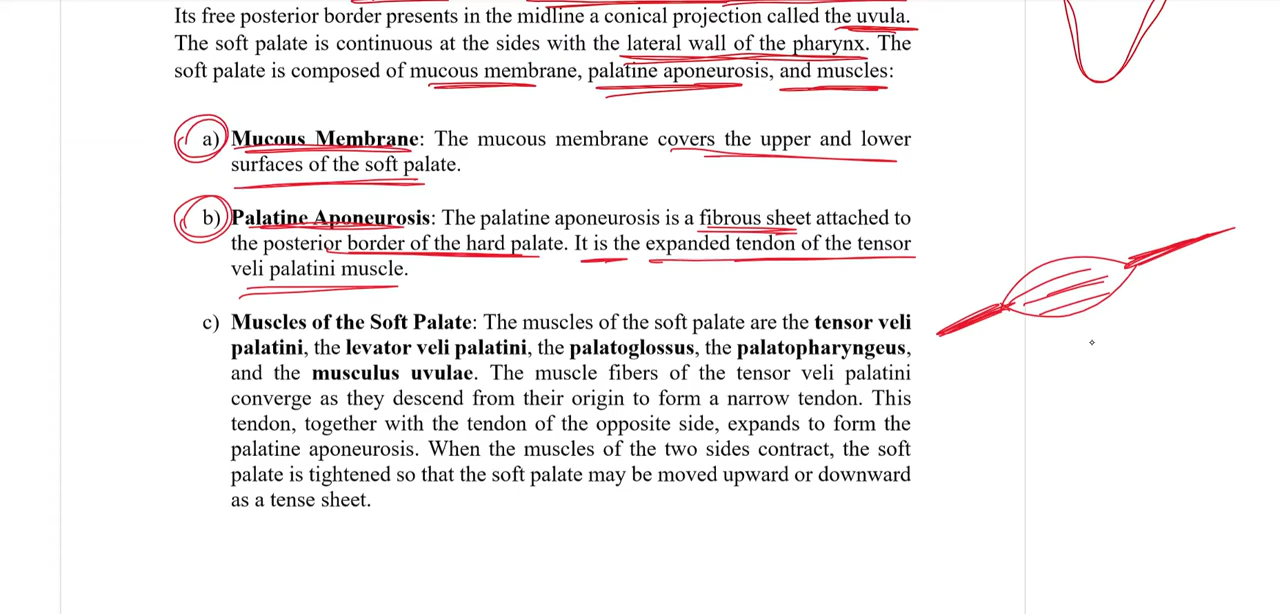 Its free posterior border presents in the midline a conical projection called the uvula.
The soft palate is continuous at the sides with the lateral wall of the pharynx. The
soft palate is composed of mucous membrane, palatine aponeurosis, and muscles:
a) Mucous Membrane: The mucous membrane covers the upper and lower
surfaces of the soft palate.
b) Palatine Aponeurosis: The palatine aponeurosis is a fibrous sheet attached to
the posterior border of the hard palate. It is the expanded tendon of the tensor
veli palatini muscle.
c) Muscles of the Soft Palate: The muscles of the soft palate are the tensor veli
palatini, the levator veli palatini, the palatoglossus, the palatopharyngeus,
and the musculus uvulae. The muscle fibers of the tensor veli palatini
converge as they descend from their origin to form a narrow tendon. This
tendon, together with the tendon of the opposite side, expands to form the
palatine aponeurosis. When the muscles of the two sides contract, the soft
palate is tightened so that the soft palate may be moved upward or downward
as a tense sheet.